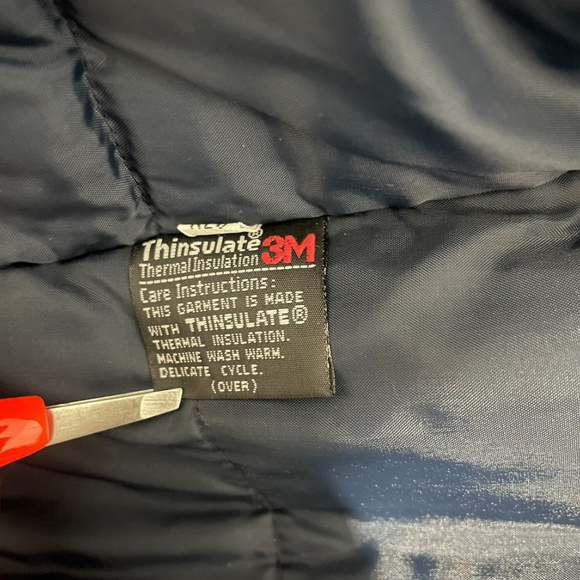 Thinsulate® 3M
Thermal Insulation
Care Instructions:
THIS GARMENT IS MADE
WITH THINSULATE®
THERMAL INSULATION.
MACHINE WASH WARM.
DELICATE CYCLE.
(OVER)